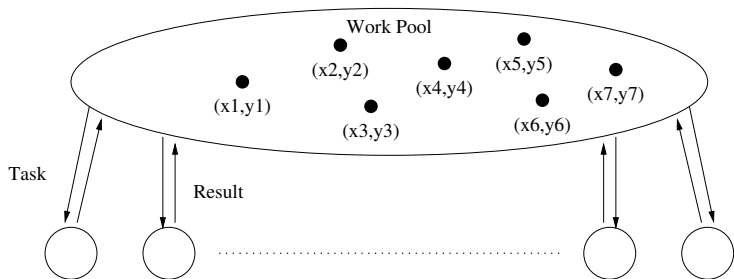 Work Pool
(x1,y1)
(x2,y2)
(x3,y3)
(x4,y4)
(x5,y5)
(x6,y6)
(x7,y7)
Task
Result